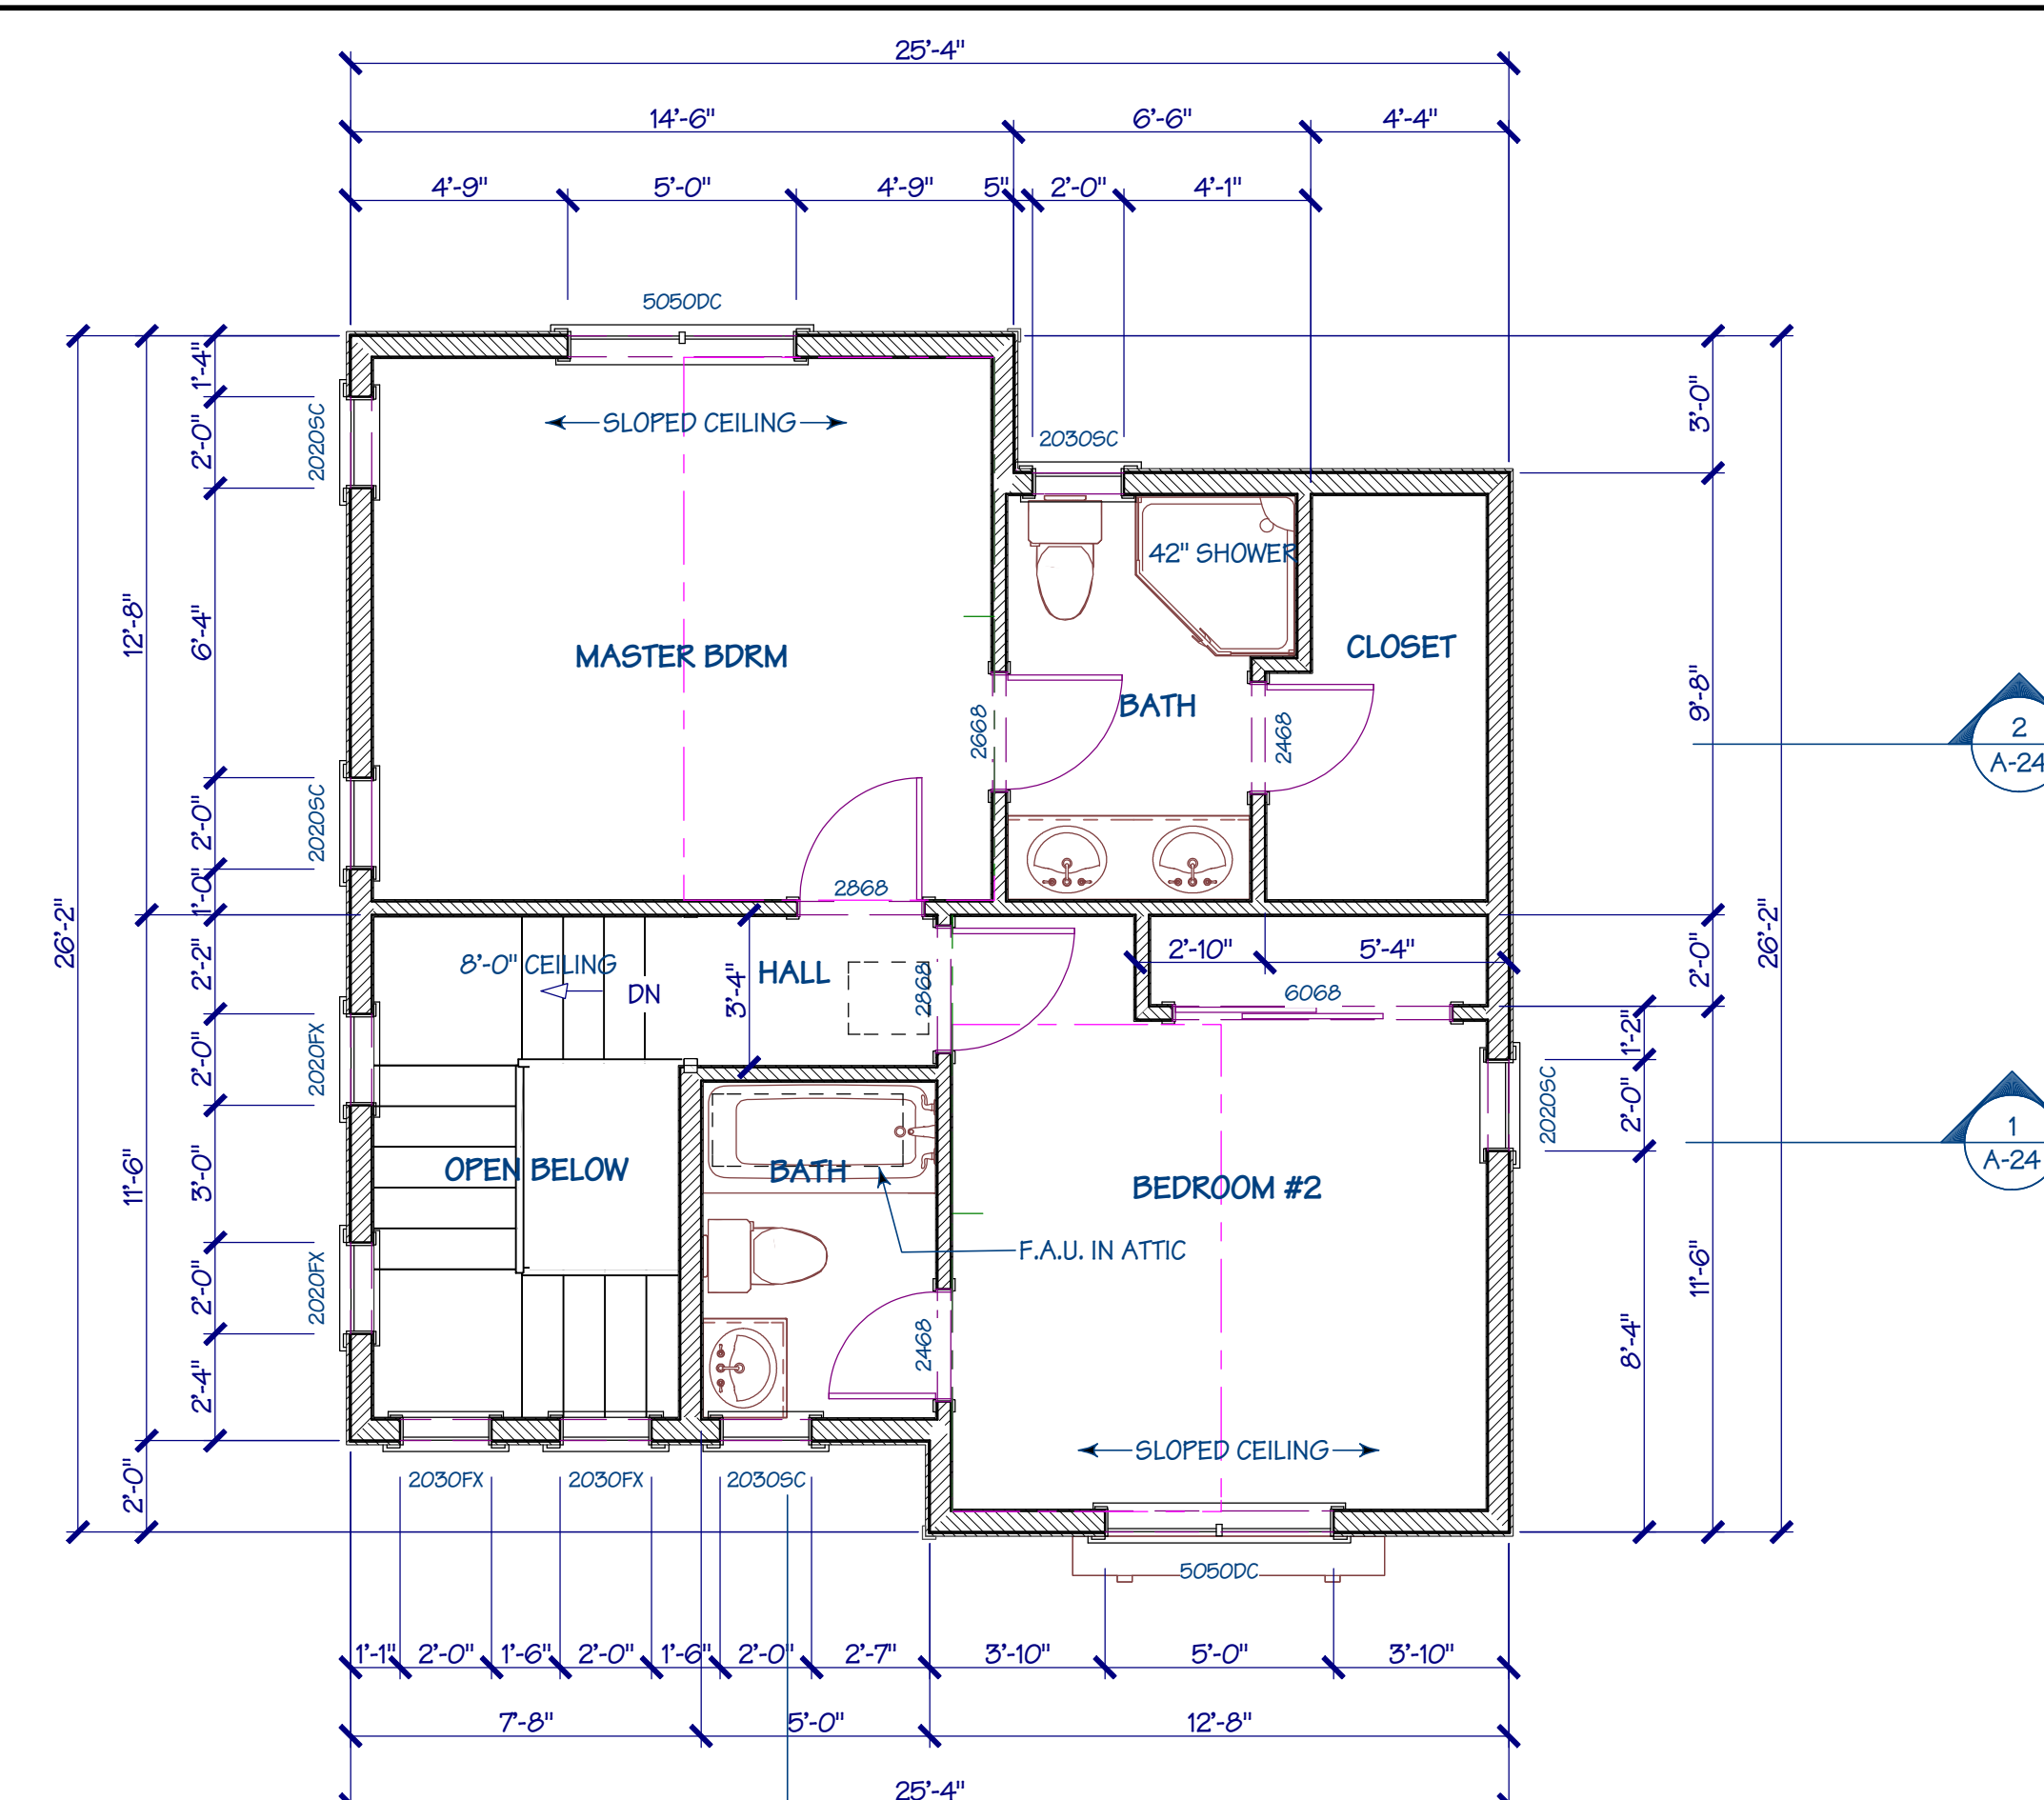 25'-4"
14'-6" 6'-6" 4'-4"
4'-9" 5'-0" 4'-9" 5" 2'-0" 4'-1"
5050DC
SLOPED CEILING
2030SC
42" SHOWER
MASTER BDRM
CLOSET
BATH
2668
2468
2868
2020SC
2020SC
2020FX
2020FX
1'-4"
2'-0"
6'-4"
2'-0"
1'-0"
2'-2"
2'-0"
3'-0"
2'-0"
2'-4"
12'-8"
11'-6"
2'-0"
26'-2"
3'-0"
9'-8"
2'-0"
11'-6"
26'-2"
1'-2"
2'-0"
8'-4"
2020SC
2
A-24
1
A-24
8'-0" CEILING
DN
HALL
3'-4"
2868
2'-10" 5'-4"
6068
OPEN BELOW
BATH
BEDROOM #2
F.A.U. IN ATTIC
2468
SLOPED CEILING
2030FX 2030FX 2030SC
5050DC
1'-1" 2'-0" 1'-6" 2'-0" 1'-6" 2'-0" 2'-7" 3'-10" 5'-0" 3'-10"
7'-8" 5'-0" 12'-8"
25'-4"